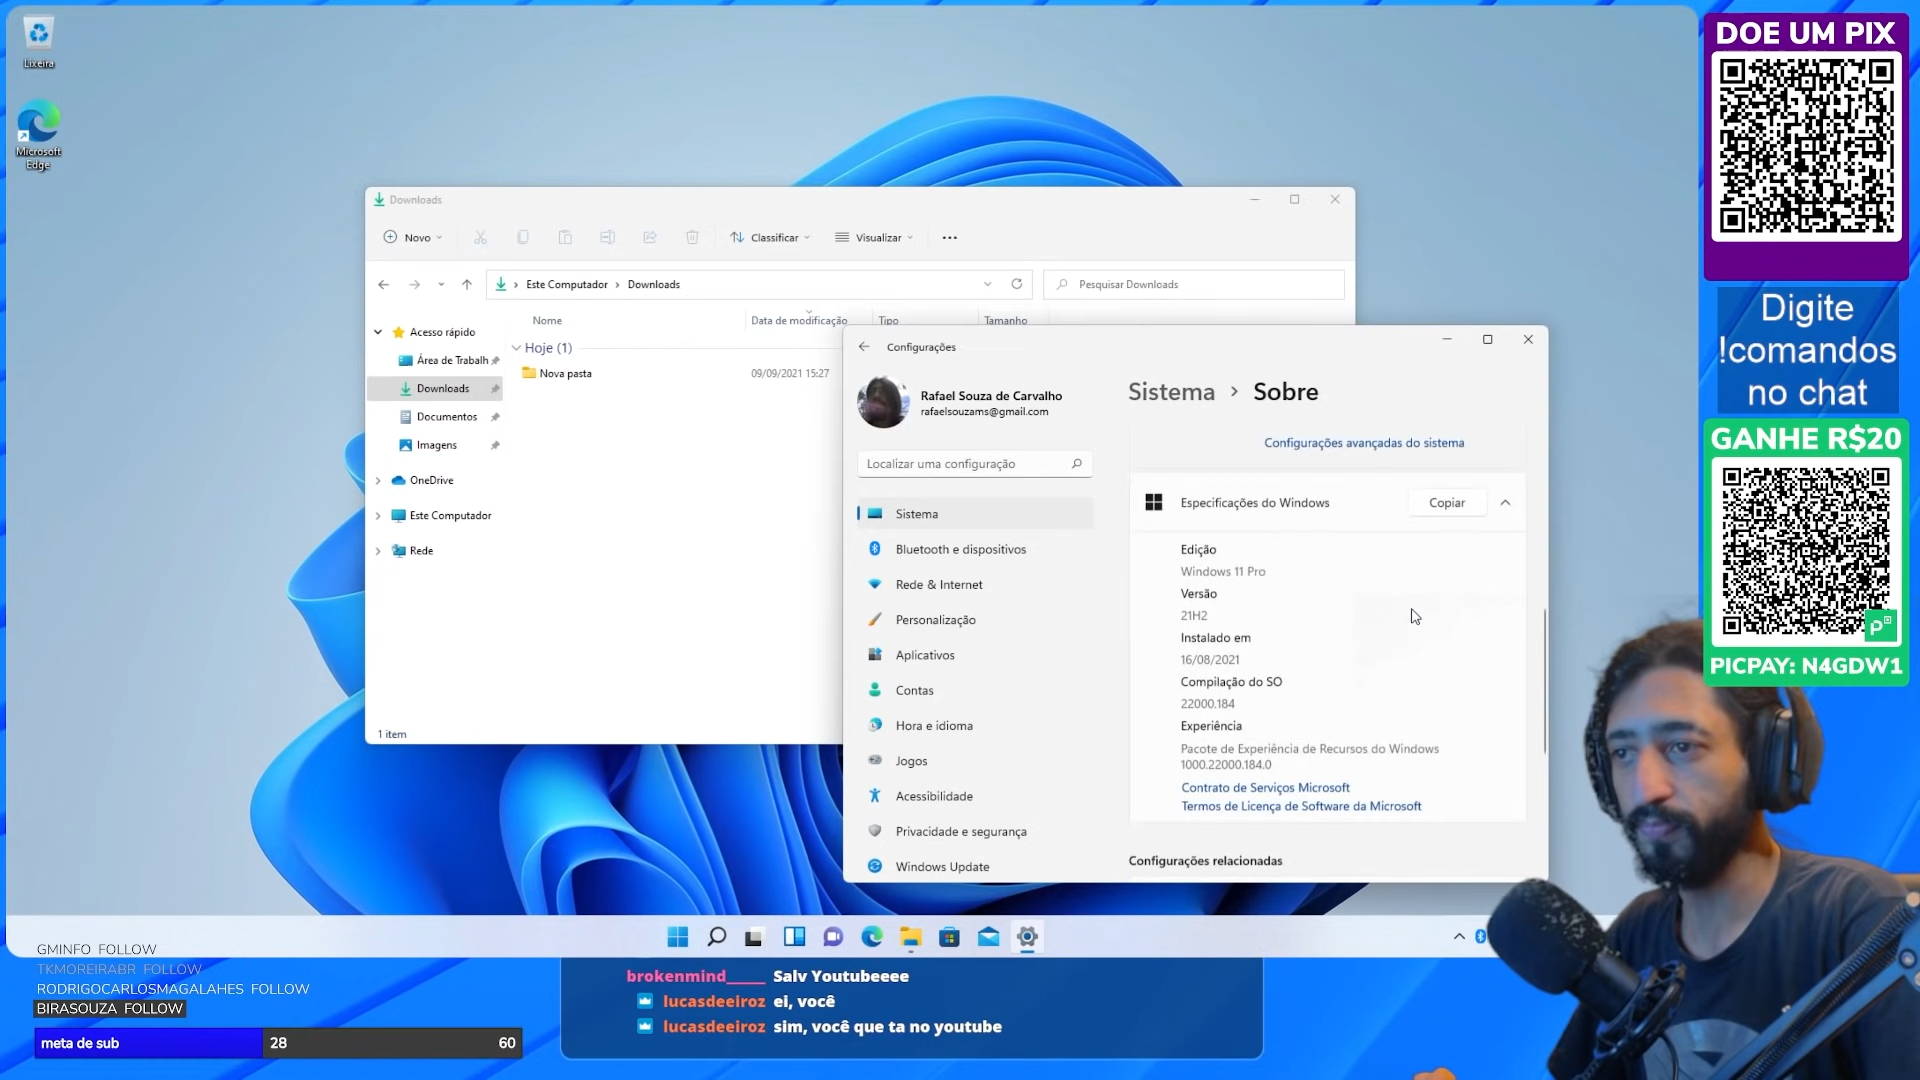 Lixeira
Microsoft
Edge
Downloads
Novo
Classificar
Visualizar
Este Computador
Downloads
Pesquisar Downloads
Acesso rápido
Área de Trabalh
Downloads
Documentos
Imagens
OneDrive
Este Computador
Rede
Nome
Data de modificação
Tipo
Tamanho
Hoje (1)
Nova pasta
09/09/2021 15:27
1 item
Configurações
Rafael Souza de Carvalho
rafaelsouzams@gmail.com
Localizar uma configuração
Sistema
Bluetooth e dispositivos
Rede & Internet
Personalização
Aplicativos
Contas
Hora e idioma
Jogos
Acessibilidade
Privacidade e segurança
Windows Update
Sistema > Sobre
Configurações avançadas do sistema
Especificações do Windows
Copiar
Edição
Windows 11 Pro
Versão
21H2
Instalado em
16/08/2021
Compilação do SO
22000.184
Experiência
Pacote de Experiência de Recursos do Windows
1000.22000.184.0
Contrato de Serviços Microsoft
Termos de Licença de Software da Microsoft
Configurações relacionadas
DOE UM PIX
Digite
!comandos
no chat
GANHE R$20
PICPAY: N4GDW1
GMINFO FOLLOW
TKMOREIRABR FOLLOW
RODRIGOCARLOSMAGALAHES FOLLOW
BIRASOUZA FOLLOW
meta de sub
28
60
brokenmind_____ Salv Youtubeeee
lucasdeeiroz ei, você
lucasdeeiroz sim, você que ta no youtube